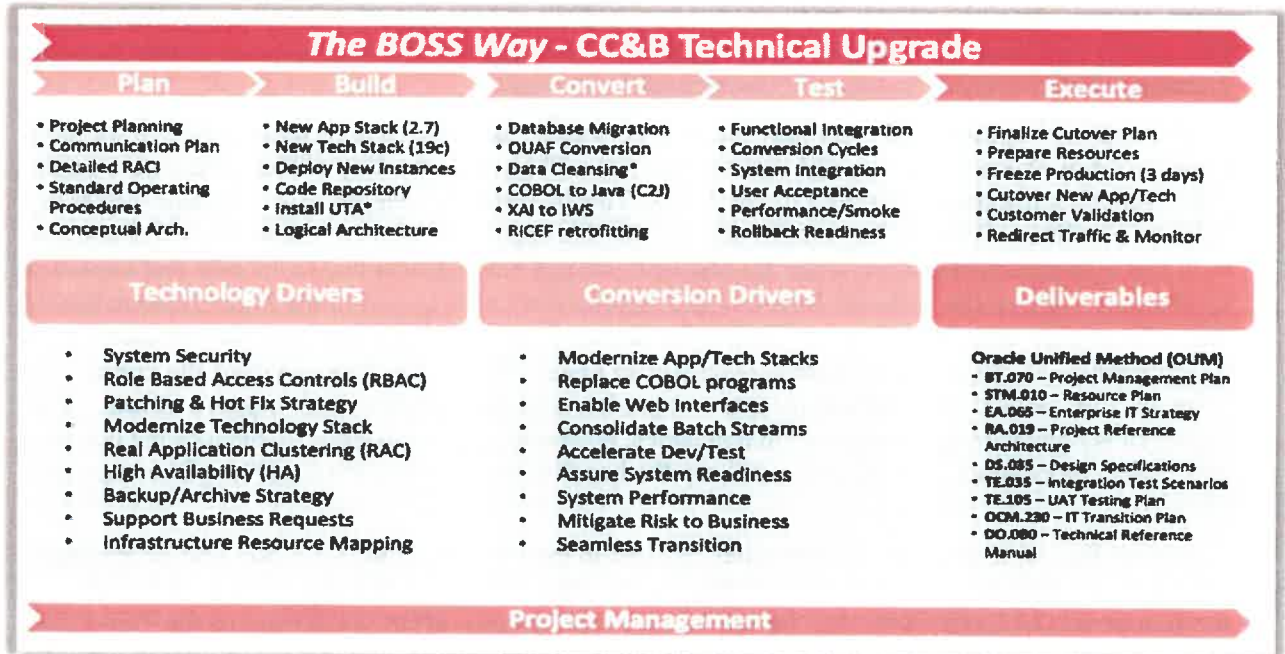 The BOSS Way - CC&B Technical Upgrade
Plan
Build
Convert
Test
Execute
• Project Planning
• Communication Plan
• Detailed RACI
• Standard Operating
Procedures
• Conceptual Arch.
• New App Stack (2.7)
• New Tech Stack (19c)
• Deploy New Instances
• Code Repository
• Install UTA*
• Logical Architecture
• Database Migration
• OUAF Conversion
• Data Cleansing*
• COBOL to Java (C2J)
• XAI to IWS
• RICEF retrofitting
• Functional Integration
• Conversion Cycles
• System Integration
• User Acceptance
• Performance/Smoke
• Rollback Readiness
• Finalize Cutover Plan
• Prepare Resources
• Freeze Production (3 days)
• Cutover New App/Tech
• Customer Validation
• Redirect Traffic & Monitor
Technology Drivers
Conversion Drivers
Deliverables
• System Security
• Role Based Access Controls (RBAC)
• Patching & Hot Fix Strategy
• Modernize Technology Stack
• Real Application Clustering (RAC)
• High Availability (HA)
• Backup/Archive Strategy
• Support Business Requests
• Infrastructure Resource Mapping
• Modernize App/Tech Stacks
• Replace COBOL programs
• Enable Web Interfaces
• Consolidate Batch Streams
• Accelerate Dev/Test
• Assure System Readiness
• System Performance
• Mitigate Risk to Business
• Seamless Transition
Oracle Unified Method (OUM)
• BT.070 – Project Management Plan
• STM.010 – Resource Plan
• EA.065 – Enterprise IT Strategy
• RA.019 – Project Reference
Architecture
• DS.035 – Design Specifications
• TE.035 – Integration Test Scenarios
• TE.105 – UAT Testing Plan
• OCM.230 – IT Transition Plan
• DO.080 – Technical Reference
Manual
Project Management